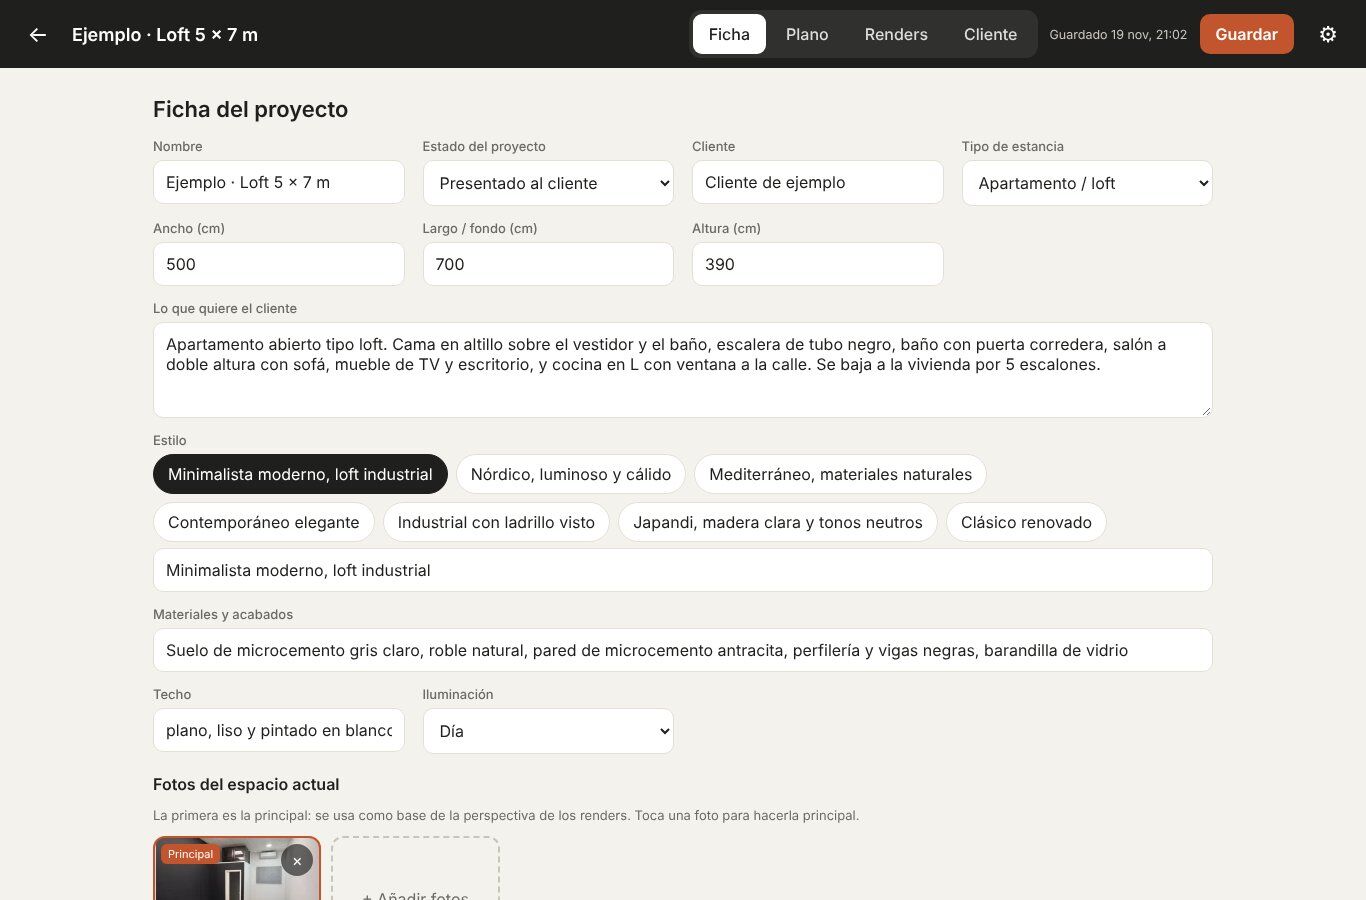 Ejemplo · Loft 5 × 7 m
Ficha
Plano
Renders
Cliente
Guardado 19 nov, 21:02
Guardar
Ficha del proyecto
Nombre
Estado del proyecto
Cliente
Tipo de estancia
Ejemplo · Loft 5 × 7 m
Presentado al cliente
Cliente de ejemplo
Apartamento / loft
Ancho (cm)
Largo / fondo (cm)
Altura (cm)
500
700
390
Lo que quiere el cliente
Apartamento abierto tipo loft. Cama en altillo sobre el vestidor y el baño, escalera de tubo negro, baño con puerta corredera, salón a
doble altura con sofá, mueble de TV y escritorio, y cocina en L con ventana a la calle. Se baja a la vivienda por 5 escalones.
Estilo
Minimalista moderno, loft industrial
Nórdico, luminoso y cálido
Mediterráneo, materiales naturales
Contemporáneo elegante
Industrial con ladrillo visto
Japandi, madera clara y tonos neutros
Clásico renovado
Minimalista moderno, loft industrial
Materiales y acabados
Suelo de microcemento gris claro, roble natural, pared de microcemento antracita, perfilería y vigas negras, barandilla de vidrio
Techo
Iluminación
plano, liso y pintado en blanco
Día
Fotos del espacio actual
La primera es la principal: se usa como base de la perspectiva de los renders. Toca una foto para hacerla principal.
Principal
×
+ Añadir fotos